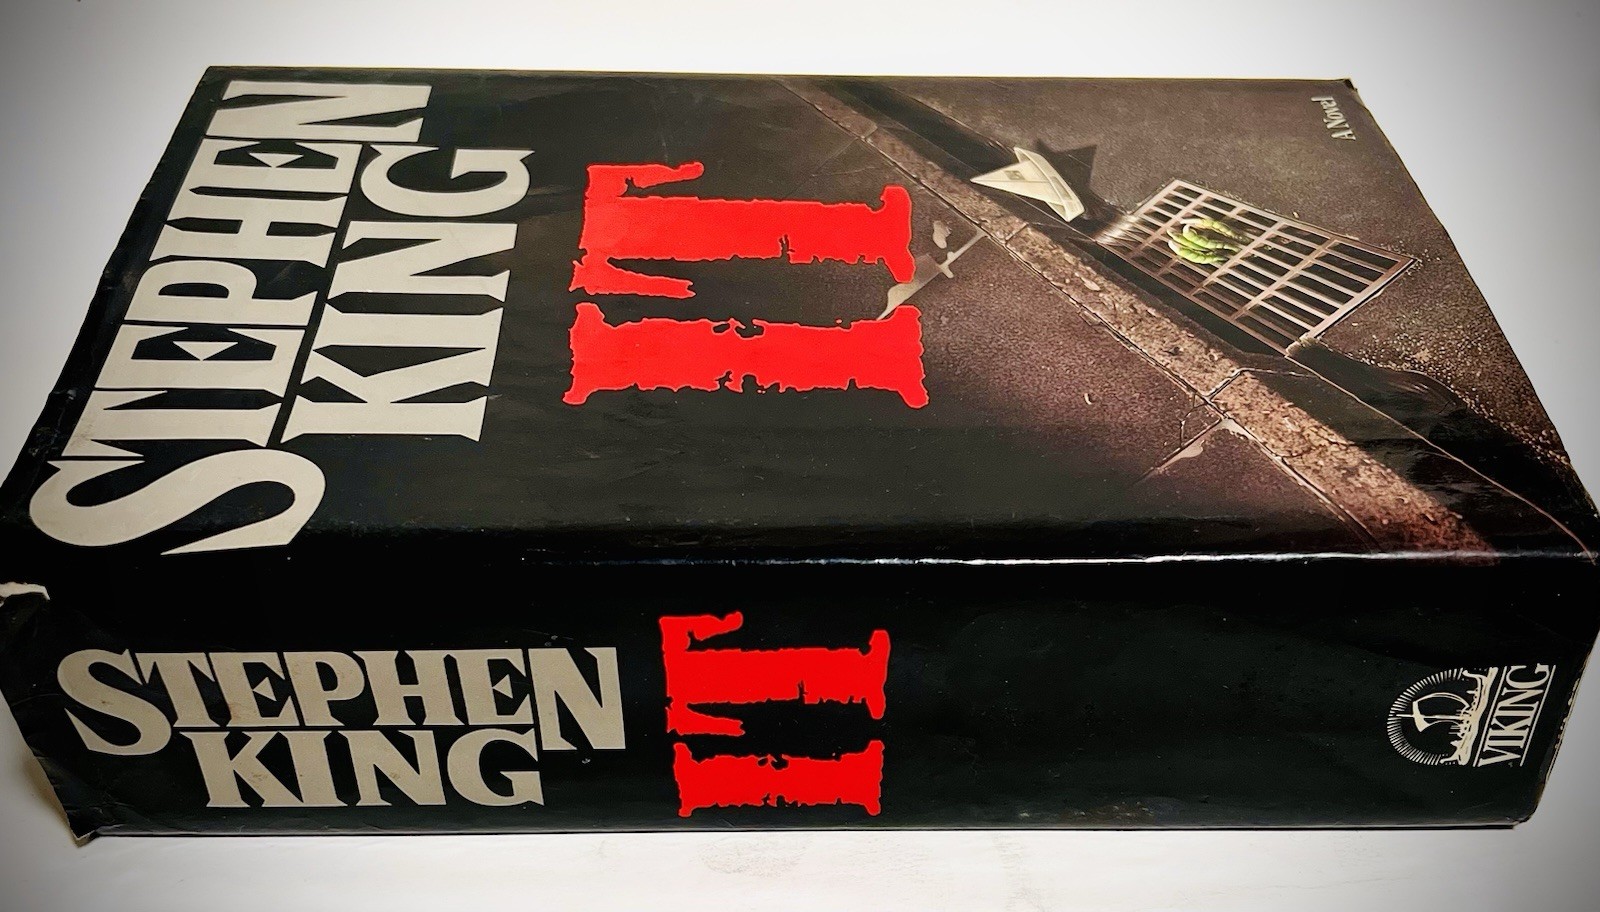 STEPHEN
KING
IT
A Novel
STEPHEN
KING
IT
VIKING